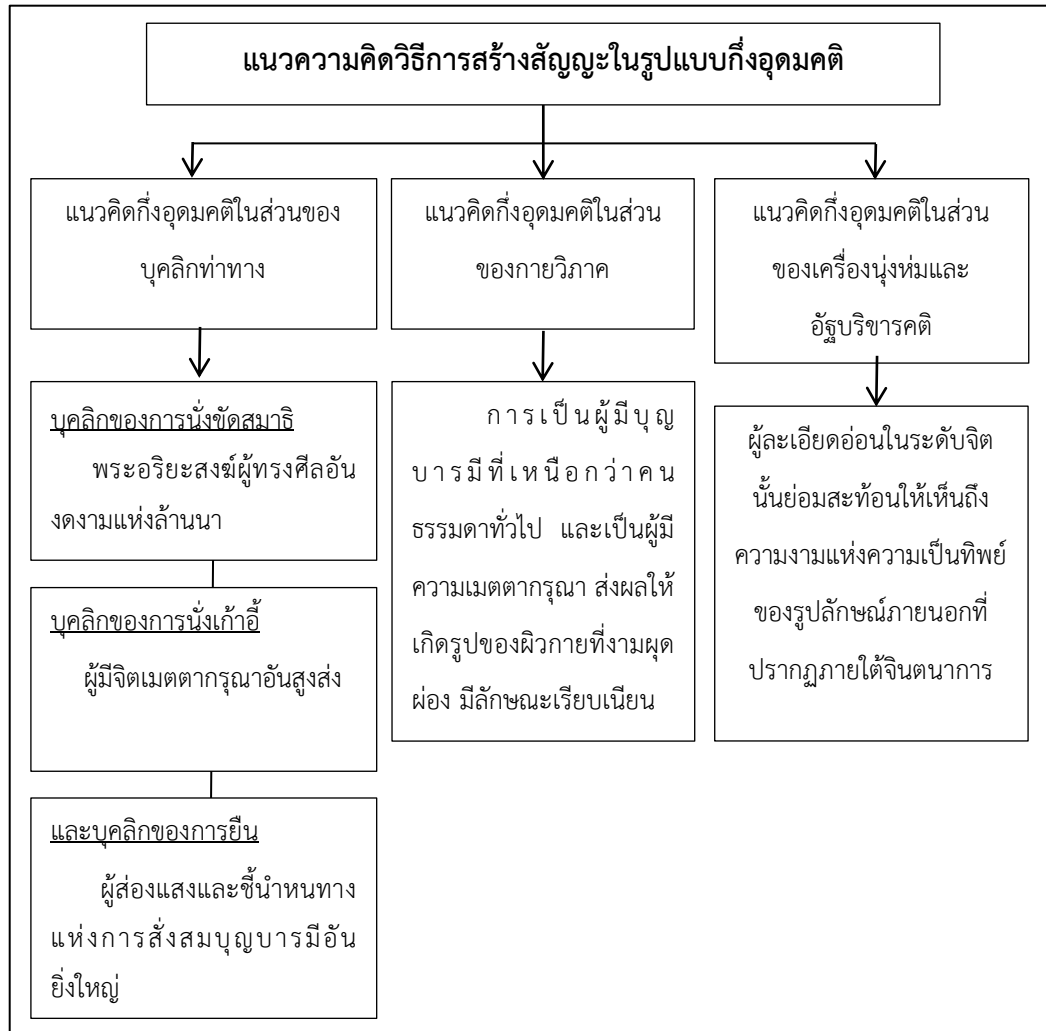 แนวความคิดวิธีการสร้างสัญญะในรูปแบบกึ่งอุดมคติ
แนวคิดกึ่งอุดมคติในส่วนของ
บุคลิกท่าทาง
แนวคิดกึ่งอุดมคติในส่วน
ของกายวิภาค
แนวคิดกึ่งอุดมคติในส่วน
ของเครื่องนุ่งห่มและ
อัฐบริขารคติ
บุคลิกของการนั่งขัดสมาธิ
พระอริยะสงฆ์ผู้ทรงศีลอัน
งดงามแห่งล้านนา
บุคลิกของการนั่งเก้าอี้
ผู้มีจิตเมตตากรุณาอันสูงส่ง
และบุคลิกของการยืน
ผู้ส่องแสงและชี้นำหนทาง
แห่งการสั่งสมบุญบารมีอัน
ยิ่งใหญ่
การเป็นผู้มีบุญ
บารมีที่เหนือกว่าคน
ธรรมดาทั่วไป และเป็นผู้มี
ความเมตตากรุณา ส่งผลให้
เกิดรูปของผิวกายที่งามผุด
ผ่อง มีลักษณะเรียบเนียน
ผู้ละเอียดอ่อนในระดับจิต
นั้นย่อมสะท้อนให้เห็นถึง
ความงามแห่งความเป็นทิพย์
ของรูปลักษณ์ภายนอกที่
ปรากฏภายใต้จินตนาการ